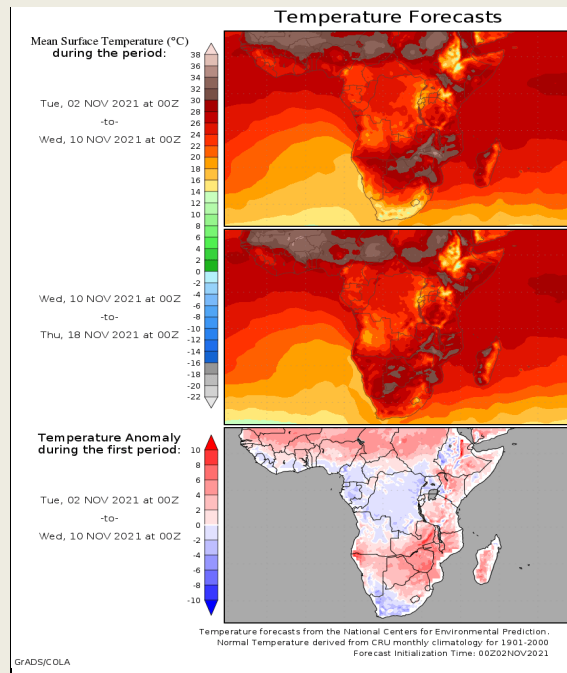 Temperature Forecasts
Mean Surface Temperature (°C)
during the period:
Tue, 02 NOV 2021 at 00Z
-to-
Wed, 10 NOV 2021 at 00Z
38
36
34
32
30
28
26
24
22
20
18
16
14
12
10
8
6
4
2
-2
-4
-6
-8
-10
-12
-14
-16
-18
-20
-22
Wed, 10 NOV 2021 at 00Z
-to-
Thu, 18 NOV 2021 at 00Z
Temperature Anomaly
during the first period:
Tue, 02 NOV 2021 at 00Z
-to-
Wed, 10 NOV 2021 at 00Z
10
8
6
4
2
0
-2
-4
-6
-8
-10
Temperature forecasts from the National Centers for Environmental Prediction.
Normal Temperature derived from CRU monthly climatology for 1901-2000
Forecast Initialization Time: 00Z02NOV2021
GrADS/COLA